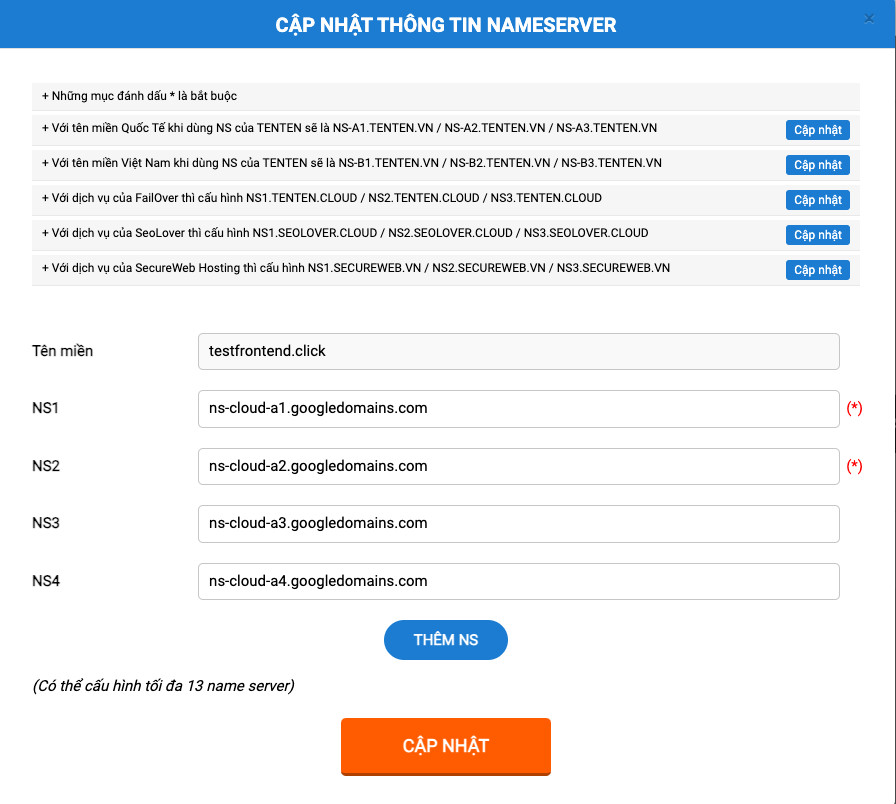 CẬP NHẬT THÔNG TIN NAMESERVER
×
+ Những mục đánh dấu * là bắt buộc
+ Với tên miền Quốc Tế khi dùng NS của TENTEN sẽ là NS-A1.TENTEN.VN / NS-A2.TENTEN.VN / NS-A3.TENTEN.VN Cập nhật
+ Với tên miền Việt Nam khi dùng NS của TENTEN sẽ là NS-B1.TENTEN.VN / NS-B2.TENTEN.VN / NS-B3.TENTEN.VN Cập nhật
+ Với dịch vụ của FailOver thì cấu hình NS1.TENTEN.CLOUD / NS2.TENTEN.CLOUD / NS3.TENTEN.CLOUD Cập nhật
+ Với dịch vụ của SeoLover thì cấu hình NS1.SEOLOVER.CLOUD / NS2.SEOLOVER.CLOUD / NS3.SEOLOVER.CLOUD Cập nhật
+ Với dịch vụ của SecureWeb Hosting thì cấu hình NS1.SECUREWEB.VN / NS2.SECUREWEB.VN / NS3.SECUREWEB.VN Cập nhật
Tên miền testfrontend.click
NS1 ns-cloud-a1.googledomains.com (*)
NS2 ns-cloud-a2.googledomains.com (*)
NS3 ns-cloud-a3.googledomains.com
NS4 ns-cloud-a4.googledomains.com
THÊM NS
(Có thể cấu hình tối đa 13 name server)
CẬP NHẬT